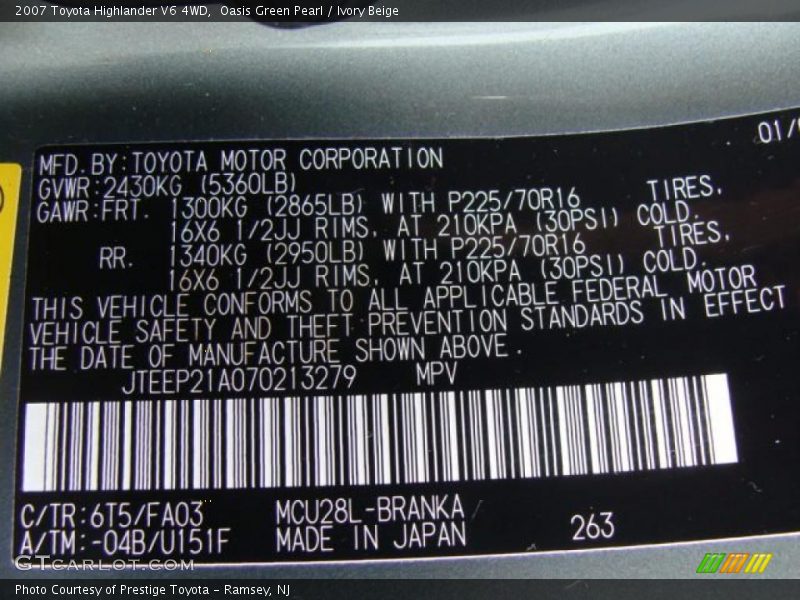 2007 Toyota Highlander V6 4WD, Oasis Green Pearl / Ivory Beige
01/
MFD.BY:TOYOTA MOTOR CORPORATION
GVWR:2430KG (5360LB)
GAWR:FRT. 1300KG (2865LB) WITH P225/70R16 TIRES,
16X6 1/2JJ RIMS, AT 210KPA (30PSI) COLD.
RR. 1340KG (2950LB) WITH P225/70R16 TIRES,
16X6 1/2JJ RIMS, AT 210KPA (30PSI) COLD.
THIS VEHICLE CONFORMS TO ALL APPLICABLE FEDERAL MOTOR
VEHICLE SAFETY AND THEFT PREVENTION STANDARDS IN EFFECT
THE DATE OF MANUFACTURE SHOWN ABOVE.
JTEEP21A070213279 MPV
C/TR:6T5/FA03 MCU28L-BRANKA
A/TM:-04B/U151F MADE IN JAPAN 263
GTcarlot.com
Photo Courtesy of Prestige Toyota - Ramsey, NJ